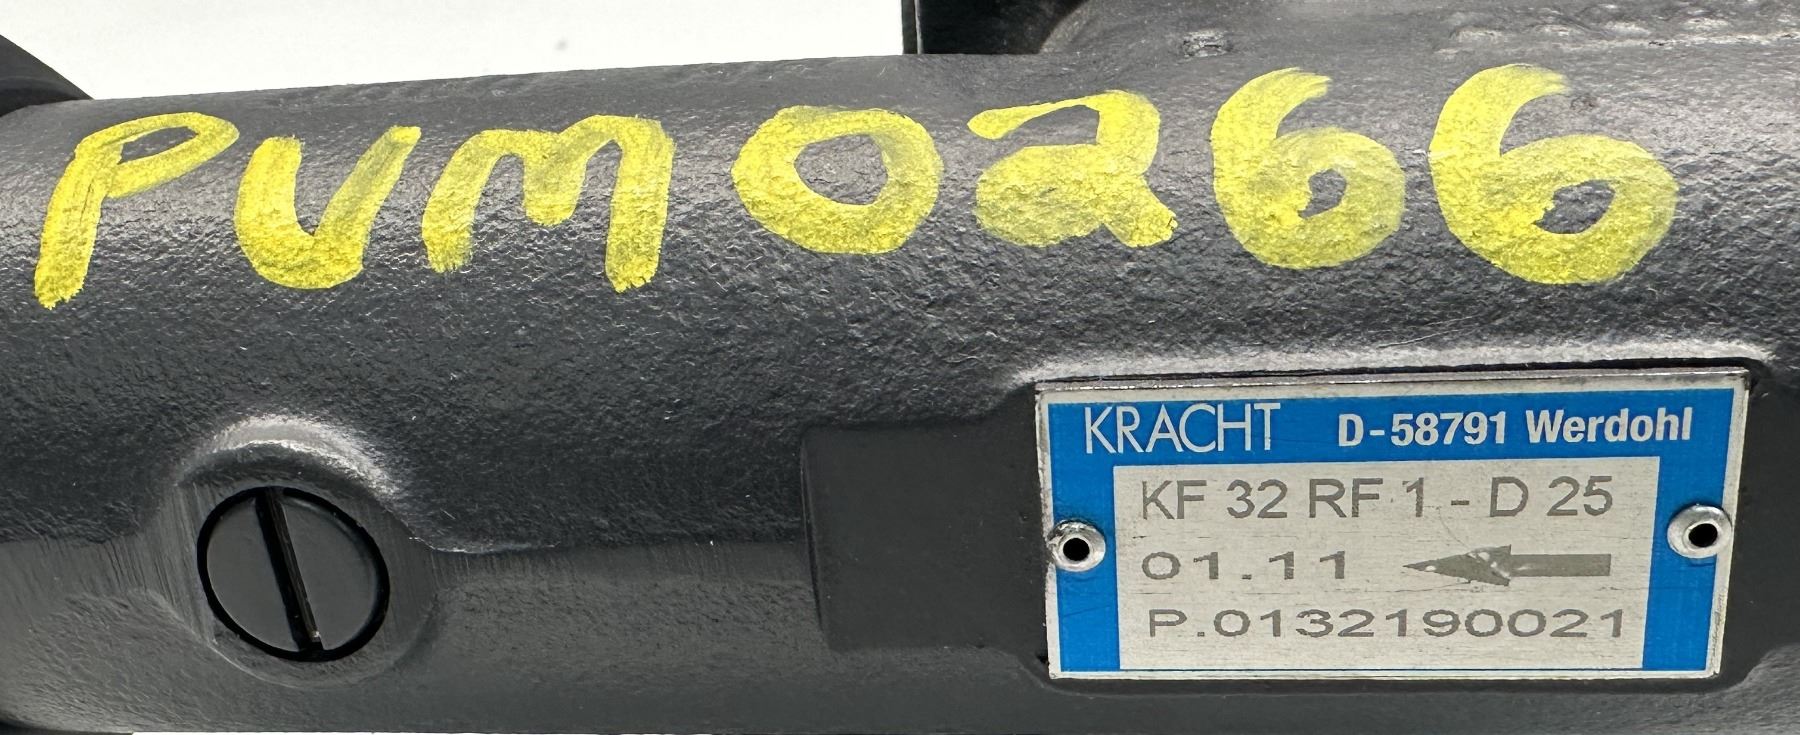 PUM0266
KRACHT D-58791 Werdohl
KF 32 RF 1 - D 25
01.11
P.0132190021